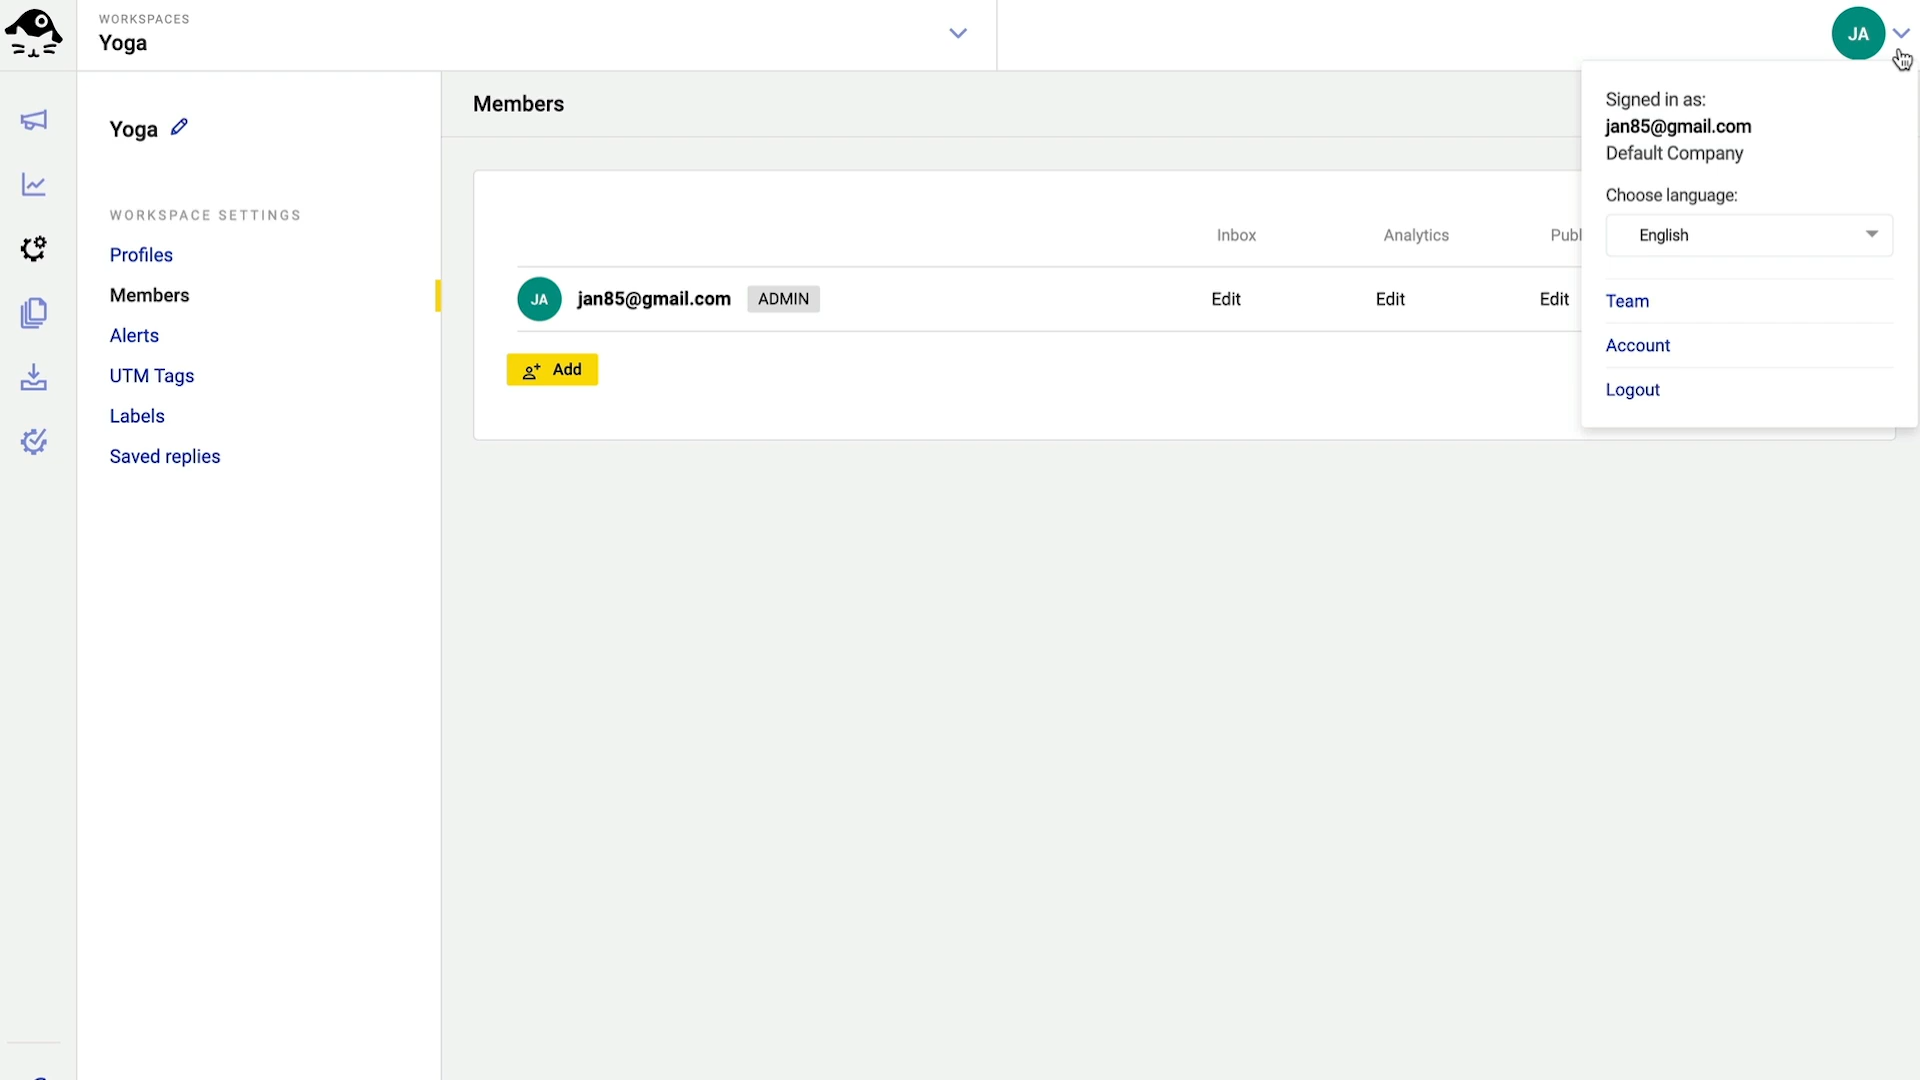 WORKSPACES
Yoga
JA
Yoga
WORKSPACE SETTINGS
Profiles
Members
Alerts
UTM Tags
Labels
Saved replies
Members
Inbox Analytics Publ
JA jan85@gmail.com ADMIN Edit Edit Edit
Add
Signed in as:
jan85@gmail.com
Default Company
Choose language:
English
Team
Account
Logout